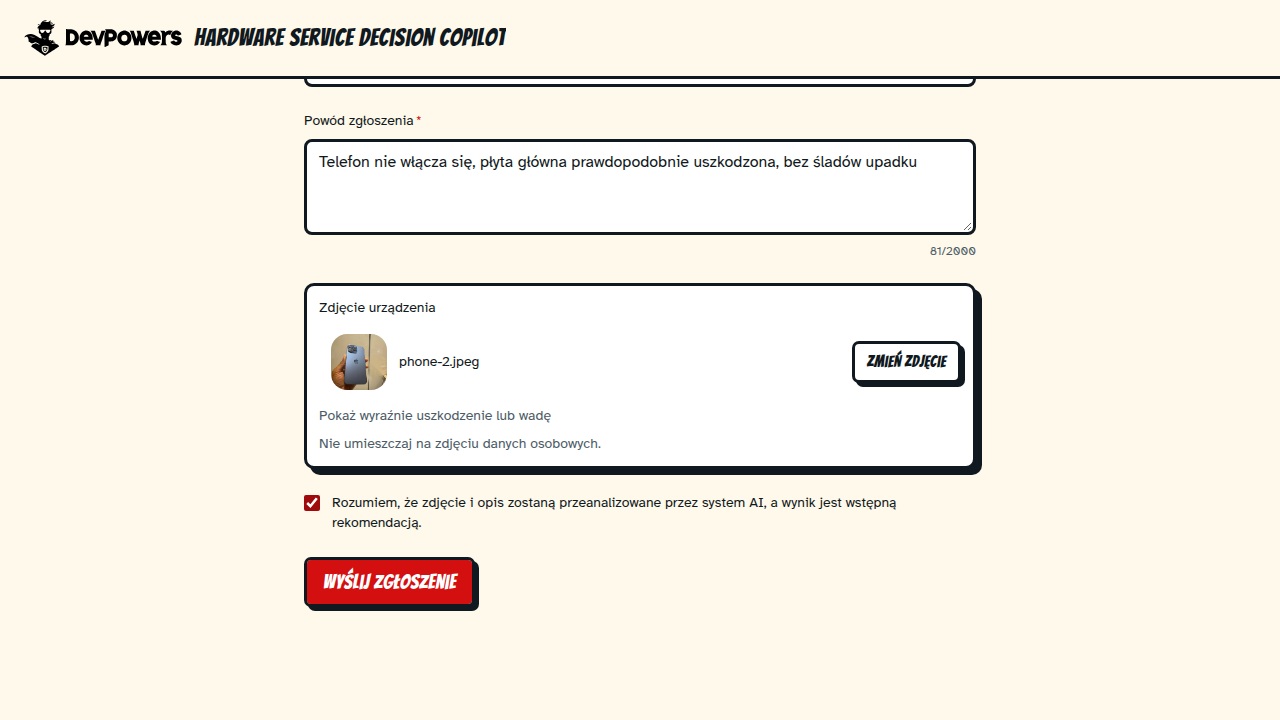 DevPowers HARDWARE SERVICE DECISION COPILOT
Powód zgłoszenia *
Telefon nie włącza się, płyta główna prawdopodobnie uszkodzona, bez śladów upadku
81/2000
Zdjęcie urządzenia
phone-2.jpeg
ZMIEŃ ZDJĘCIE
Pokaż wyraźnie uszkodzenie lub wadę
Nie umieszczaj na zdjęciu danych osobowych.
Rozumiem, że zdjęcie i opis zostaną przeanalizowane przez system AI, a wynik jest wstępną
rekomendacją.
WYŚLIJ ZGŁOSZENIE